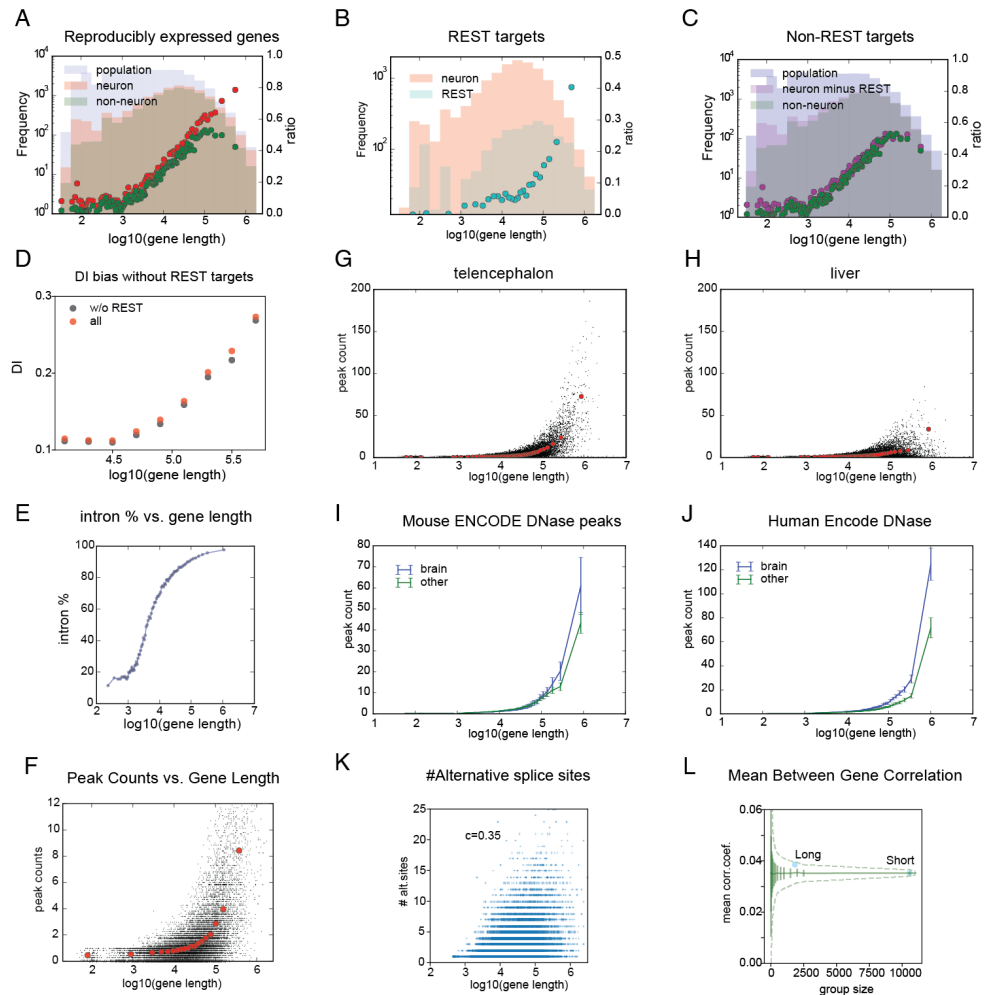 A
Reproducibly expressed genes
population
neuron
non-neuron
Frequency
ratio
10^4
10^3
10^2
10^1
10^0
1.0
0.8
0.6
0.4
0.2
0.0
0 1 2 3 4 5 6
log10(gene length)
B
REST targets
neuron
REST
Frequency
ratio
10^3
10^2
0.5
0.4
0.3
0.2
0.1
0.0
0 1 2 3 4 5 6
log10(gene length)
C
Non-REST targets
population
neuron minus REST
non-neuron
Frequency
ratio
10^4
10^3
10^2
10^1
10^0
1.0
0.8
0.6
0.4
0.2
0.0
0 1 2 3 4 5 6
log10(gene length)
D
DI bias without REST targets
w/o REST
all
DI
0.3
0.2
0.1
4.5 5.0 5.5
log10(gene length)
G
telencephalon
peak count
200
150
100
50
0
1 2 3 4 5 6 7
log10(gene length)
H
liver
peak count
200
150
100
50
0
1 2 3 4 5 6 7
log10(gene length)
E
intron % vs. gene length
intron %
100
80
60
40
20
0
2 3 4 5 6 7
log10(gene length)
I
Mouse ENCODE DNase peaks
brain
other
peak count
80
70
60
50
40
30
20
10
0
1 2 3 4 5 6 7
log10(gene length)
J
Human Encode DNase
brain
other
peak count
140
120
100
80
60
40
20
0
1 2 3 4 5 6 7
log10(gene length)
F
Peak Counts vs. Gene Length
peak counts
12
10
8
6
4
2
0
2 3 4 5 6
log10(gene length)
K
#Alternative splice sites
c=0.35
# alt.sites
25
20
15
10
5
0
2 3 4 5 6
log10(gene length)
L
Mean Between Gene Correlation
Long
Short
mean corr.coef.
0.06
0.04
0.03
0.00
0 2500 5000 7500 10000
group size